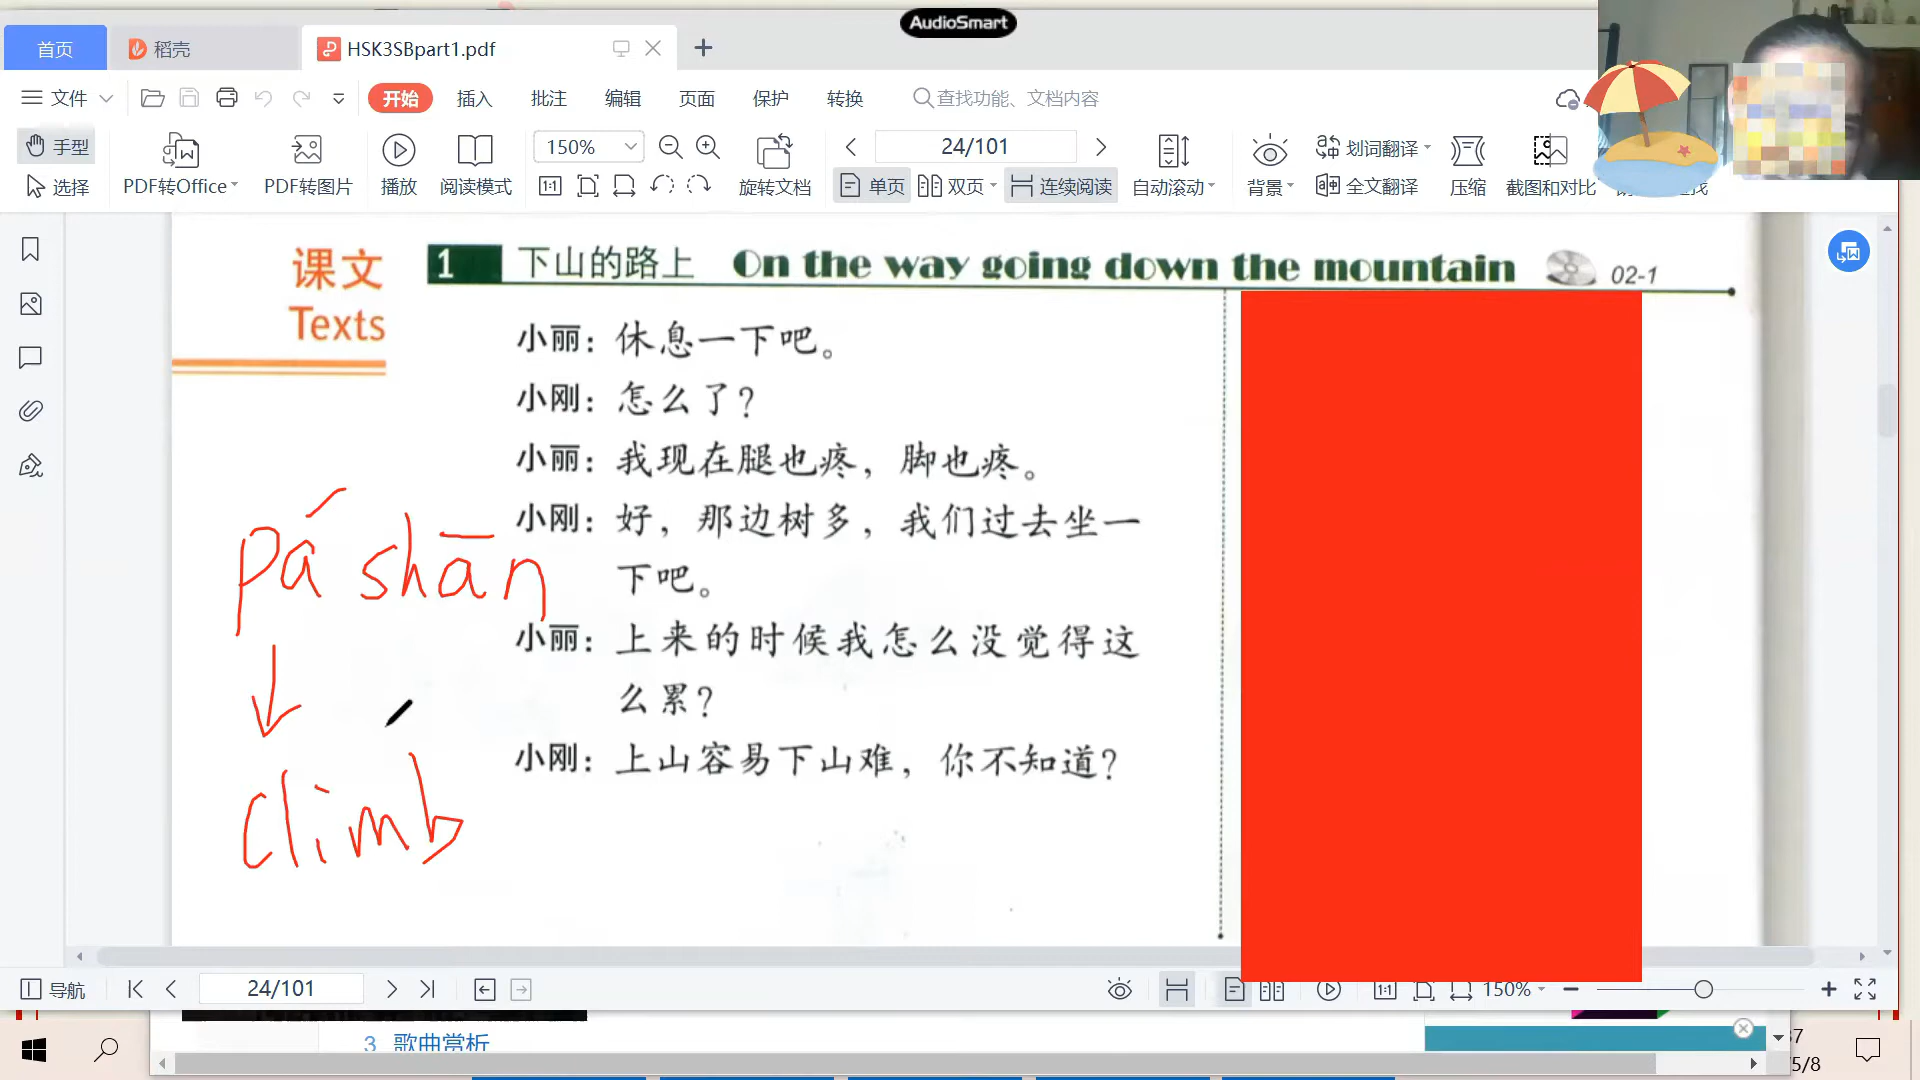 AudioSmart
首页 稻壳 HSK3SBpart1.pdf
文件 开始 插入 批注 编辑 页面 保护 转换 查找功能、文档内容
手型 选择 PDF转Office PDF转图片 播放 阅读模式 150% 旋转文档 24/101 单页 双页 连续阅读 自动滚动 背景 划词翻译 全文翻译 压缩 截图和对比
课文
Texts
1 下山的路上 On the way going down the mountain 02-1
小丽：休息一下吧。
小刚：怎么了？
小丽：我现在腿也疼，脚也疼。
小刚：好，那边树多，我们过去坐一
下吧。
小丽：上来的时候我怎么没觉得这
么累？
小刚：上山容易下山难，你不知道？
Pá shān
climb
导航 24/101 150%
3 歌曲赏析
5/8